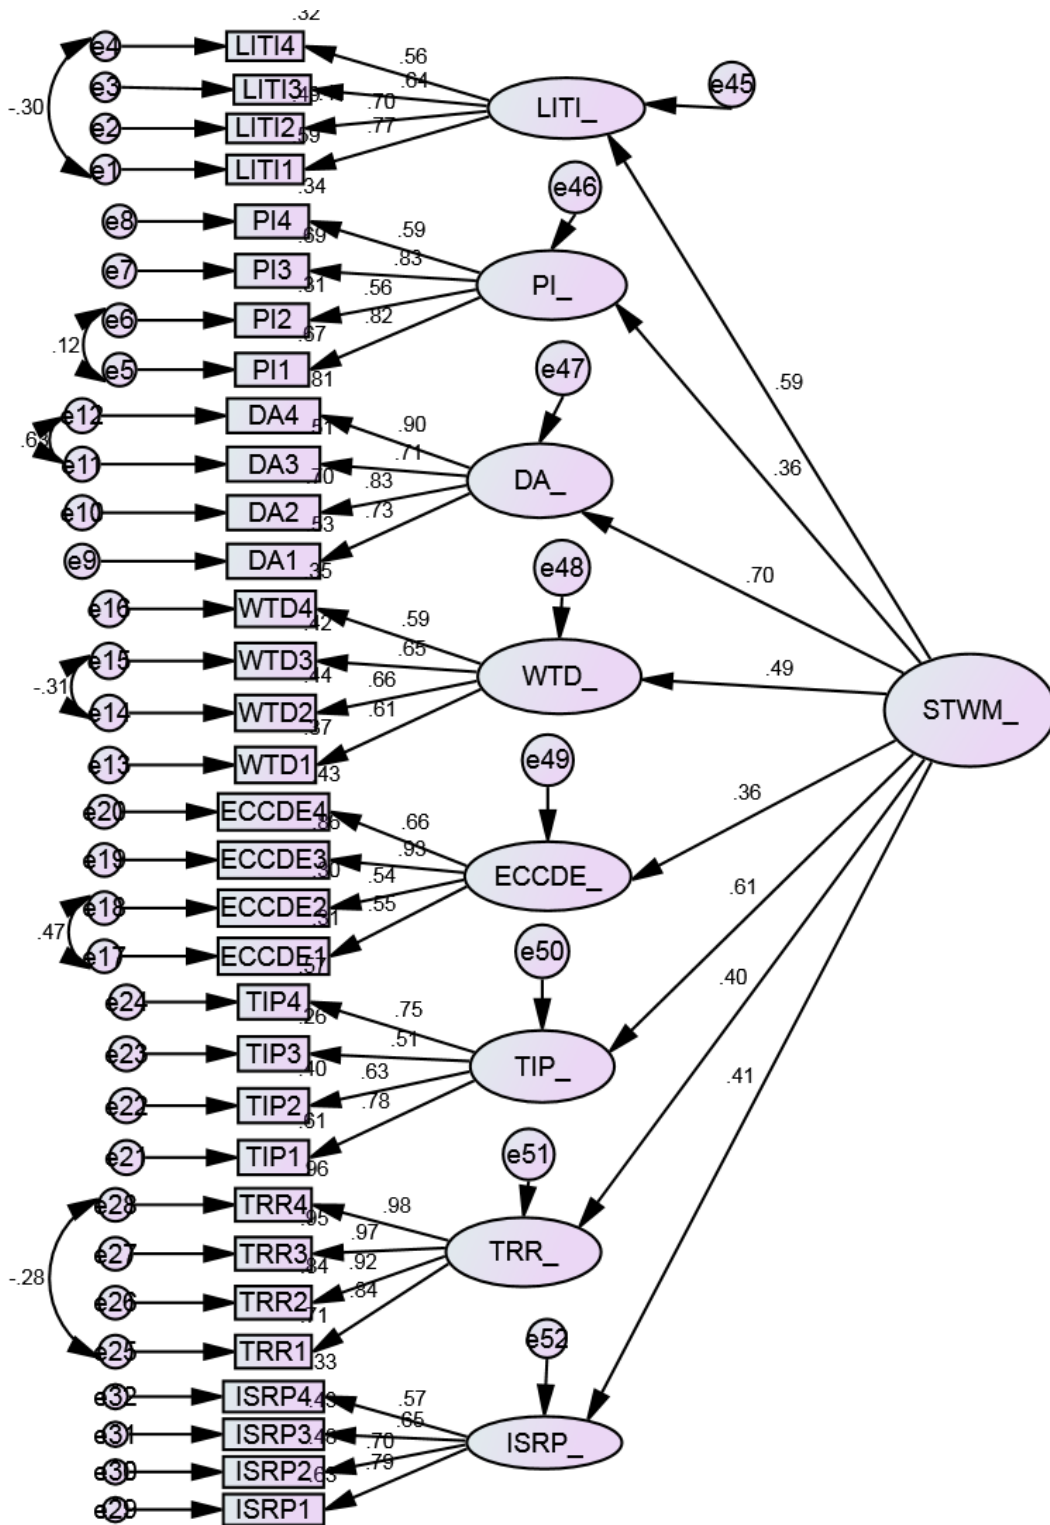 .32
e4 LITI4 .56
e3 LITI3 .64 e45
-.30 .49 .70 LITI_
e2 LITI2 .77
.59
e1 LITI1
.34 e46
e8 PI4 .59
.69 .83
e7 PI3 PI_
.31 .56
e6 PI2 .82
.12 .67
e5 PI1 e47 .59
.81
e12 DA4 .90
.63 .51 .71 .36
e11 DA3 DA_
.70 .83
e10 DA2 .73
.53
e9 DA1 e48 .70
.35
e16 WTD4 .59
.42 .65
e15 WTD3 WTD_ .49
-.31 .44 .66
e14 WTD2 .61 STWM_
.37
e13 WTD1 e49
.43
e20 ECCDE4 .66 .36
.86 .93
e19 ECCDE3 ECCDE_
.30 .54
e18 ECCDE2 .55 .61
.47 .31
e17 ECCDE1 e50
.57 .40
e24 TIP4 .75
.26 .51
e23 TIP3 TIP_
.40 .63 .41
e22 TIP2 .78
.61
e21 TIP1 e51
.96
e28 TRR4 .98
.95 .97
e27 TRR3 TRR_
-.28 .84 .92
e26 TRR2 .84
.71
e25 TRR1 e52
.33
e32 ISRP4 .57
.43 .65
e31 ISRP3 ISRP_
.48 .70
e30 ISRP2 .79
.63
e29 ISRP1